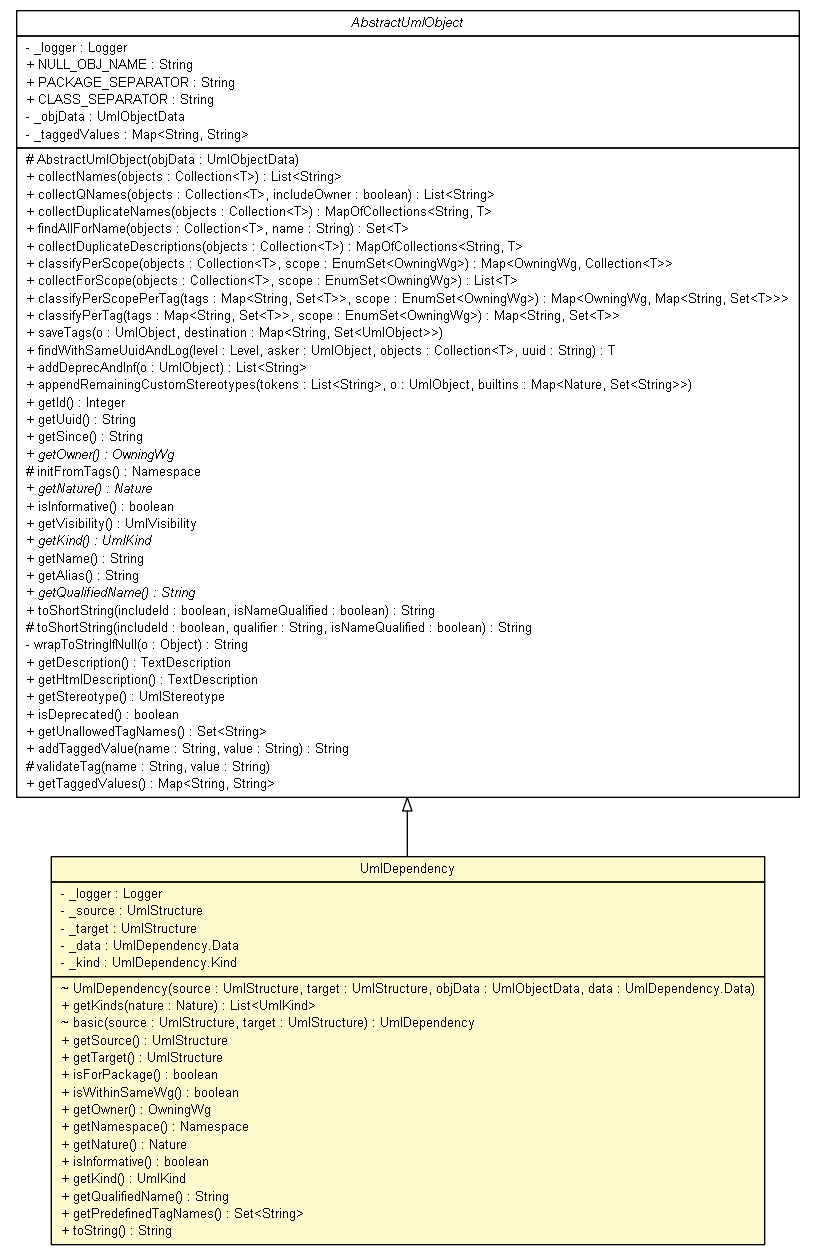 AbstractUmlObject
- _logger : Logger
+ NULL_OBJ_NAME : String
+ PACKAGE_SEPARATOR : String
+ CLASS_SEPARATOR : String
- _objData : UmlObjectData
- _taggedValues : Map<String, String>
# AbstractUmlObject(objData : UmlObjectData)
+ collectNames(objects : Collection<T>) : List<String>
+ collectQNames(objects : Collection<T>, includeOwner : boolean) : List<String>
+ collectDuplicateNames(objects : Collection<T>) : MapOfCollections<String, T>
+ findAllForName(objects : Collection<T>, name : String) : Set<T>
+ collectDuplicateDescriptions(objects : Collection<T>) : MapOfCollections<String, T>
+ classifyPerScope(objects : Collection<T>, scope : EnumSet<OwningWg>) : Map<OwningWg, Collection<T>>
+ collectForScope(objects : Collection<T>, scope : EnumSet<OwningWg>) : List<T>
+ classifyPerScopePerTag(tags : Map<String, Set<T>>, scope : EnumSet<OwningWg>) : Map<OwningWg, Map<String, Set<T>>>
+ classifyPerTag(tags : Map<String, Set<T>>, scope : EnumSet<OwningWg>) : Map<String, Set<T>>
+ saveTags(o : UmlObject, destination : Map<String, Set<UmlObject>>)
+ findWithSameUuidAndLog(level : Level, asker : UmlObject, objects : Collection<T>, uuid : String) : T
+ addDeprecAndInf(o : UmlObject) : List<String>
+ appendRemainingCustomStereotypes(tokens : List<String>, o : UmlObject, builtins : Map<Nature, Set<String>>)
+ getId() : Integer
+ getUuid() : String
+ getSince() : String
+ getOwner() : OwningWg
# initFromTags() : Namespace
+ getNature() : Nature
+ isInformative() : boolean
+ getVisibility() : UmlVisibility
+ getKind() : UmlKind
+ getName() : String
+ getAlias() : String
+ getQualifiedName() : String
+ toShortString(includeId : boolean, isNameQualified : boolean) : String
# toShortString(includeId : boolean, qualifier : String, isNameQualified : boolean) : String
- wrapToStringIfNull(o : Object) : String
+ getDescription() : TextDescription
+ getHtmlDescription() : TextDescription
+ getStereotype() : UmlStereotype
+ isDeprecated() : boolean
+ getUnallowedTagNames() : Set<String>
+ addTaggedValue(name : String, value : String) : String
# validateTag(name : String, value : String)
+ getTaggedValues() : Map<String, String>
UmlDependency
- _logger : Logger
- _source : UmlStructure
- _target : UmlStructure
- _data : UmlDependency.Data
- _kind : UmlDependency.Kind
~ UmlDependency(source : UmlStructure, target : UmlStructure, objData : UmlObjectData, data : UmlDependency.Data)
+ getKinds(nature : Nature) : List<UmlKind>
~ basic(source : UmlStructure, target : UmlStructure) : UmlDependency
+ getSource() : UmlStructure
+ getTarget() : UmlStructure
+ isForPackage() : boolean
+ isWithinSameWg() : boolean
+ getOwner() : OwningWg
+ getNamespace() : Namespace
+ getNature() : Nature
+ isInformative() : boolean
+ getKind() : UmlKind
+ getQualifiedName() : String
+ getPredefinedTagNames() : Set<String>
+ toString() : String